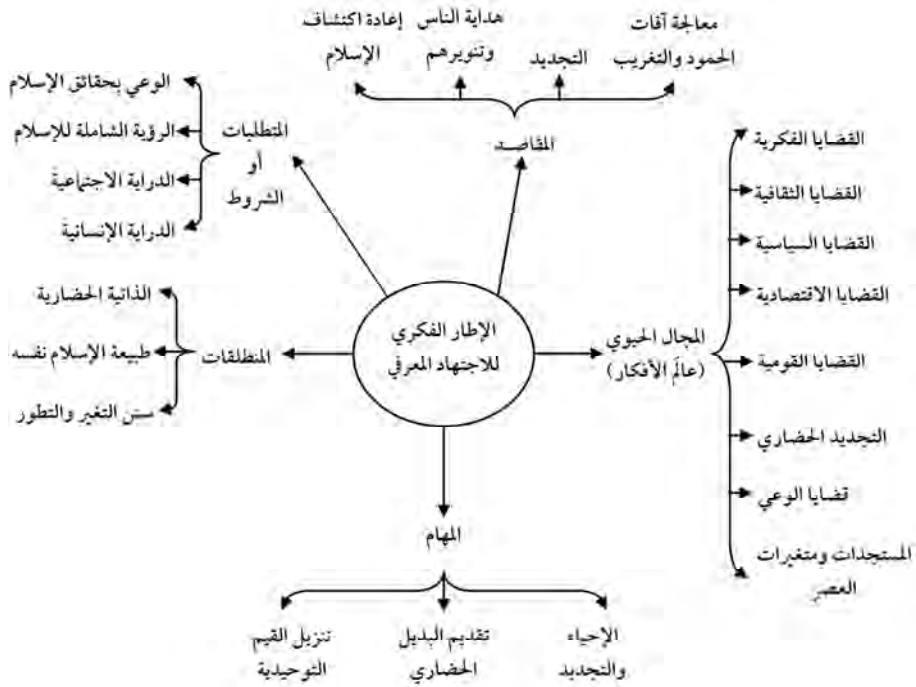 معالجة آفات
الحمود والتغريب
التجديد
هداية الناس
وتنويرهم
إعادة اكتشاف
الإسلام
المقاصد
المتطلبات
أو
الشروط
الوعي بحقائق الإسلام
الرؤية الشاملة للإسلام
الدراية الاجتماعية
الدراية الإنسانية
القضايا الفكرية
القضايا الثقافية
القضايا السياسية
القضايا الاقتصادية
القضايا القومية
التجديد الحضاري
قضايا الوعي
المستجدات ومتغيرات
العصر
المجال الحيوي
(عالَم الأفكار)
الإطار الفكري
للاجتهاد المعرفي
المنطلقات
الذاتية الحضارية
طبيعة الإسلام نفسه
سنن التغير والتطور
المهام
الإحياء
والتجديد
تقديم البديل
الحضاري
تنزيل القيم
التوحيدية